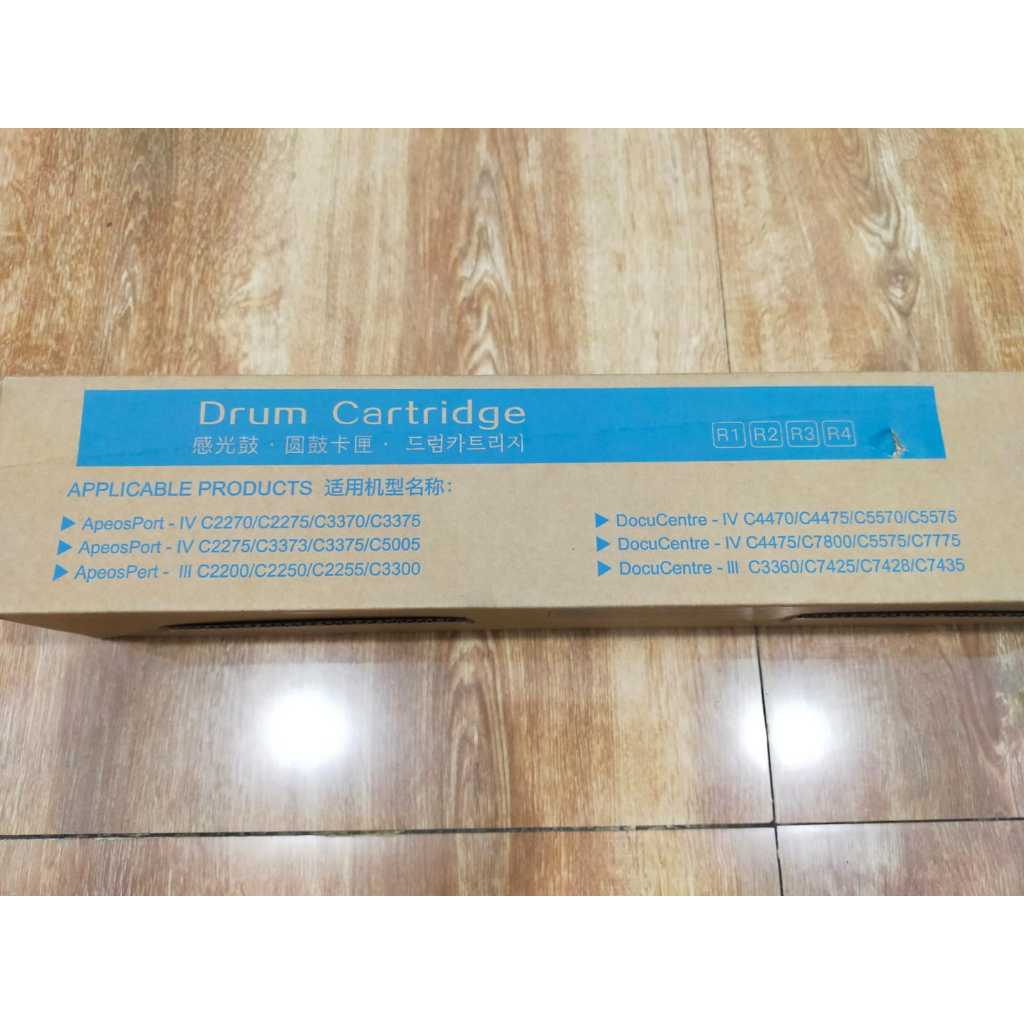 Drum Cartridge
感光鼓·圆鼓卡匣·드럼카트리지
R1 R2 R3 R4
APPLICABLE PRODUCTS 适用机型名称:
ApeosPort - IV C2270/C2275/C3370/C3375
ApeosPort - IV C2275/C3373/C3375/C5005
ApeosPert - III C2200/C2250/C2255/C3300
DocuCentre - IV C4470/C4475/C5570/C5575
DocuCentre - IV C4475/C7800/C5575/C7775
DocuCentre - III C3360/C7425/C7428/C7435